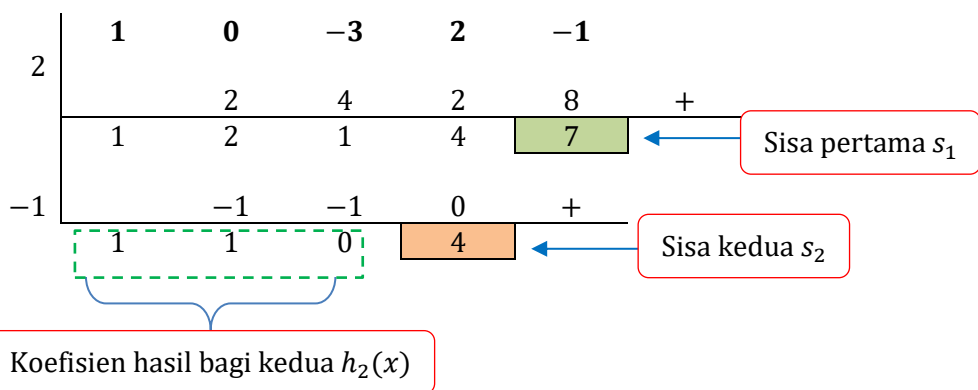 1 0 −3 2 −1
2
2 4 2 8 +
1 2 1 4 7
Sisa pertama s₁
−1 −1 −1 0 +
1 1 0 4
Sisa kedua s₂
Koefisien hasil bagi kedua h₂(x)